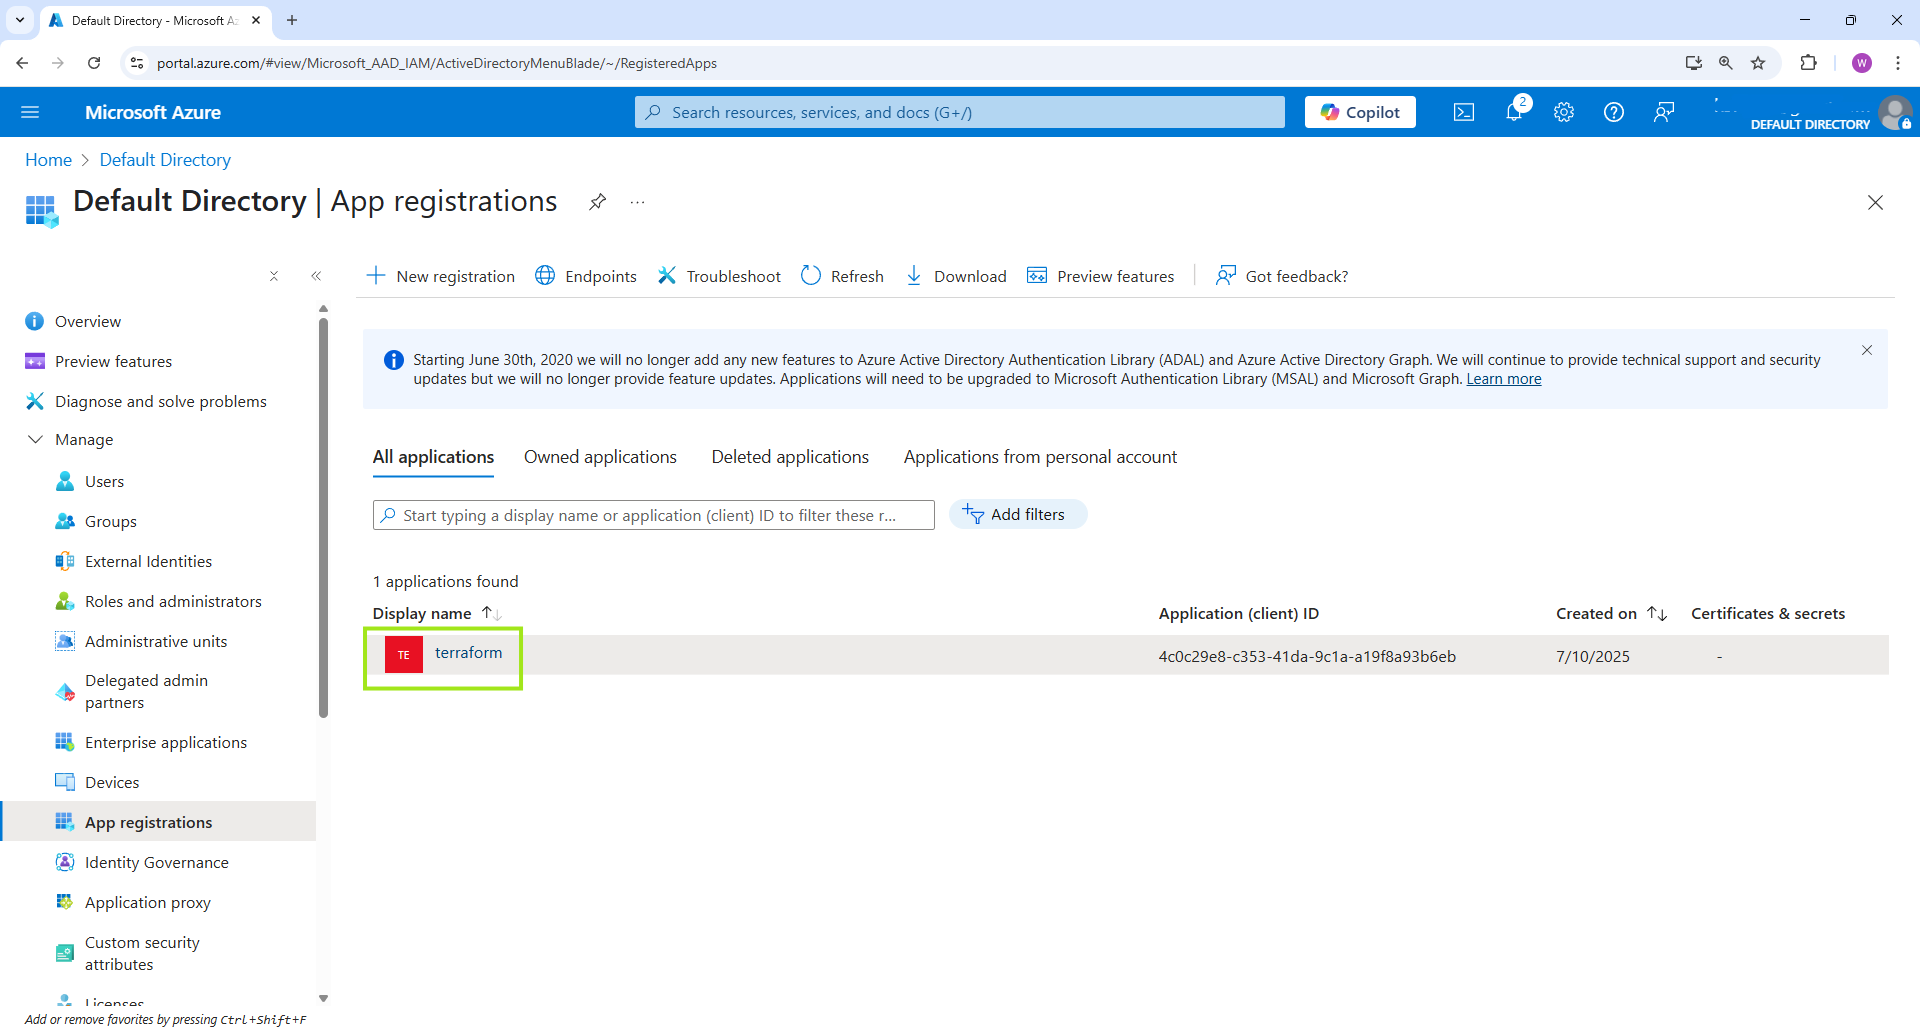 Default Directory - Microsoft Az
portal.azure.com/#view/Microsoft_AAD_IAM/ActiveDirectoryMenuBlade/~/RegisteredApps
W
Microsoft Azure
Search resources, services, and docs (G+/)
Copilot
2
DEFAULT DIRECTORY
Home > Default Directory
Default Directory | App registrations
New registration
Endpoints
Troubleshoot
Refresh
Download
Preview features
Got feedback?
Overview
Preview features
Diagnose and solve problems
Manage
Users
Groups
External Identities
Roles and administrators
Administrative units
Delegated admin
partners
Enterprise applications
Devices
App registrations
Identity Governance
Application proxy
Custom security
attributes
Licenses
Add or remove favorites by pressing Ctrl+Shift+F
Starting June 30th, 2020 we will no longer add any new features to Azure Active Directory Authentication Library (ADAL) and Azure Active Directory Graph. We will continue to provide technical support and security
updates but we will no longer provide feature updates. Applications will need to be upgraded to Microsoft Authentication Library (MSAL) and Microsoft Graph. Learn more
All applications
Owned applications
Deleted applications
Applications from personal account
Start typing a display name or application (client) ID to filter these r...
Add filters
1 applications found
Display name
Application (client) ID
Created on
Certificates & secrets
TE
terraform
4c0c29e8-c353-41da-9c1a-a19f8a93b6eb
7/10/2025
-